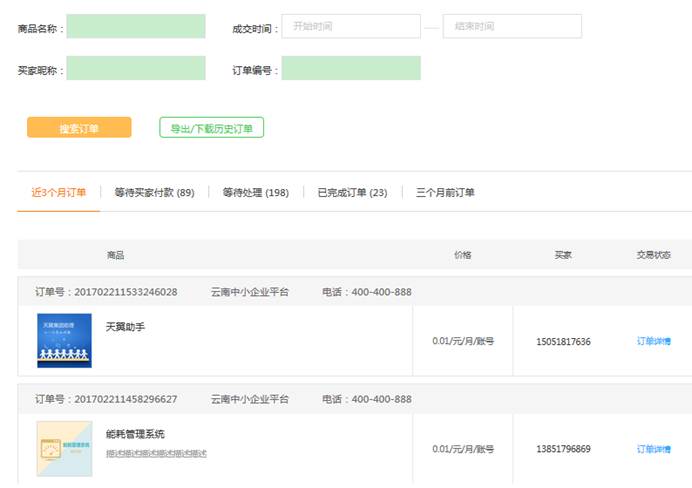 商品名称： 成交时间： 开始时间 — 结束时间
买家昵称： 订单编号：
搜索订单 导出/下载历史订单
近3个月订单 等待买家付款 (89) 等待处理 (198) 已完成订单 (23) 三个月前订单
商品 价格 买家 交易状态
订单号：201702211533246028 云南中小企业平台 电话：400-400-888
天翼助手
0.01/元/月/账号 15051817636 订单详情
订单号：201702211458296627 云南中小企业平台 电话：400-400-888
能耗管理系统
描述描述描述描述描述描述
0.01/元/月/账号 13851796869 订单详情
能耗管理系统